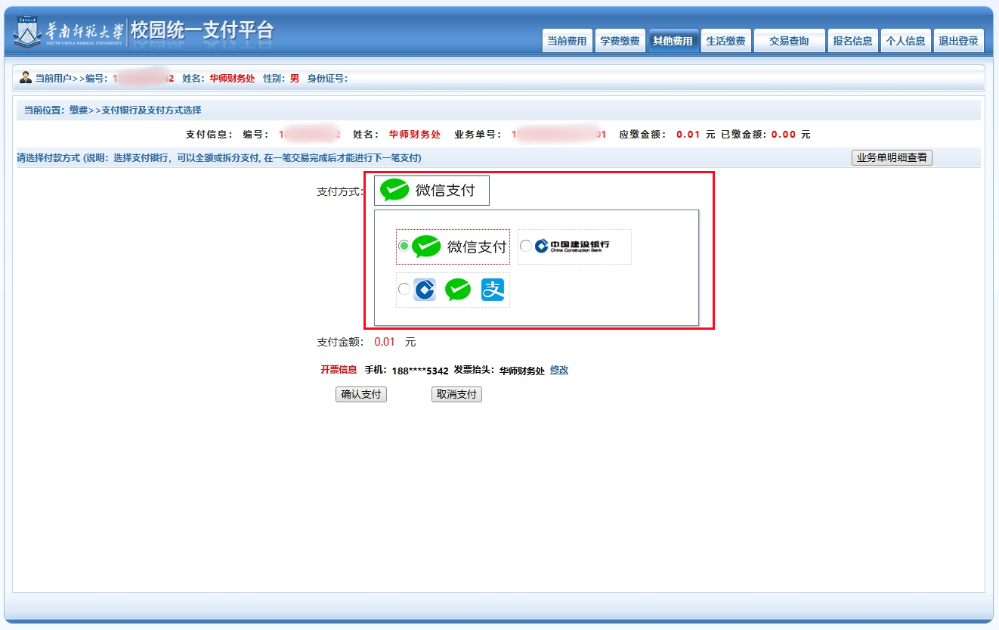 華南師範大學 校园统一支付平台
SOUTH CHINA NORMAL UNIVERSITY
当前费用 学费缴费 其他费用 生活缴费 交易查询 报名信息 个人信息 退出登录
当前用户>>编号: 姓名: 华师财务处 性别: 男 身份证号:
当前位置: 缴费>>支付银行及支付方式选择
支付信息: 编号: 姓名: 华师财务处 业务单号: 应缴金额: 0.01 元 已缴金额: 0.00 元
请选择付款方式 (说明: 选择支付银行, 可以全额或拆分支付, 在一笔交易完成后才能进行下一笔支付) 业务单明细查看
支付方式: 微信支付
微信支付 中国建设银行
China Construction Bank
支
支付金额: 0.01 元
开票信息 手机: 188****5342 发票抬头: 华师财务处 修改
确认支付 取消支付